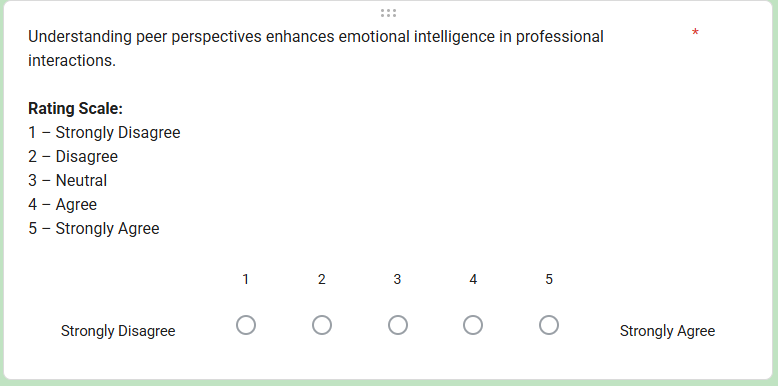 Understanding peer perspectives enhances emotional intelligence in professional *
interactions.
Rating Scale:
1 – Strongly Disagree
2 – Disagree
3 – Neutral
4 – Agree
5 – Strongly Agree
1 2 3 4 5
Strongly Disagree Strongly Agree